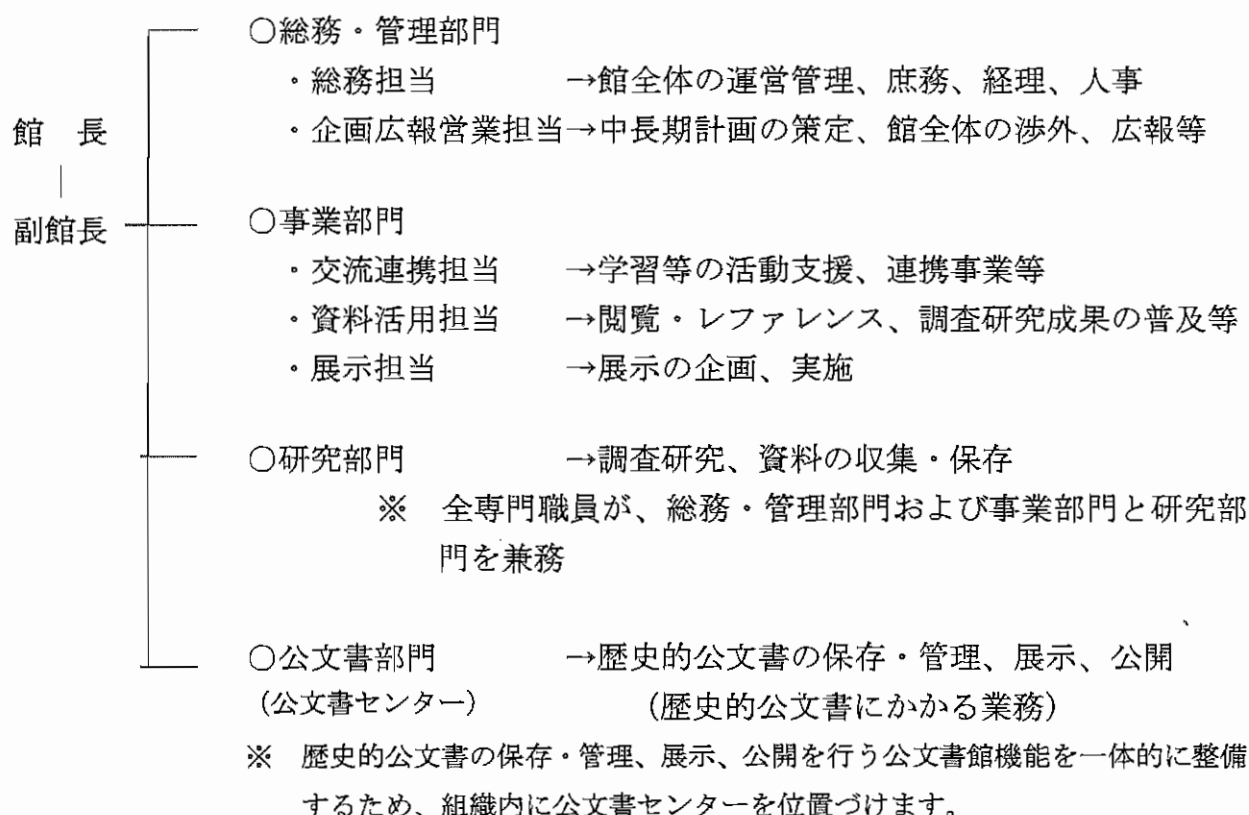 ○総務・管理部門
・総務担当 →館全体の運営管理、庶務、経理、人事
館 長
・企画広報営業担当→中長期計画の策定、館全体の渉外、広報等
副館長
○事業部門
・交流連携担当 →学習等の活動支援、連携事業等
・資料活用担当 →閲覧・レファレンス、調査研究成果の普及等
・展示担当 →展示の企画、実施
○研究部門 →調査研究、資料の収集・保存
※ 全専門職員が、総務・管理部門および事業部門と研究部
門を兼務
○公文書部門 →歴史的公文書の保存・管理、展示、公開
(公文書センター) (歴史的公文書にかかる業務)
※ 歴史的公文書の保存・管理、展示、公開を行う公文書館機能を一体的に整備
するため、組織内に公文書センターを位置づけます。